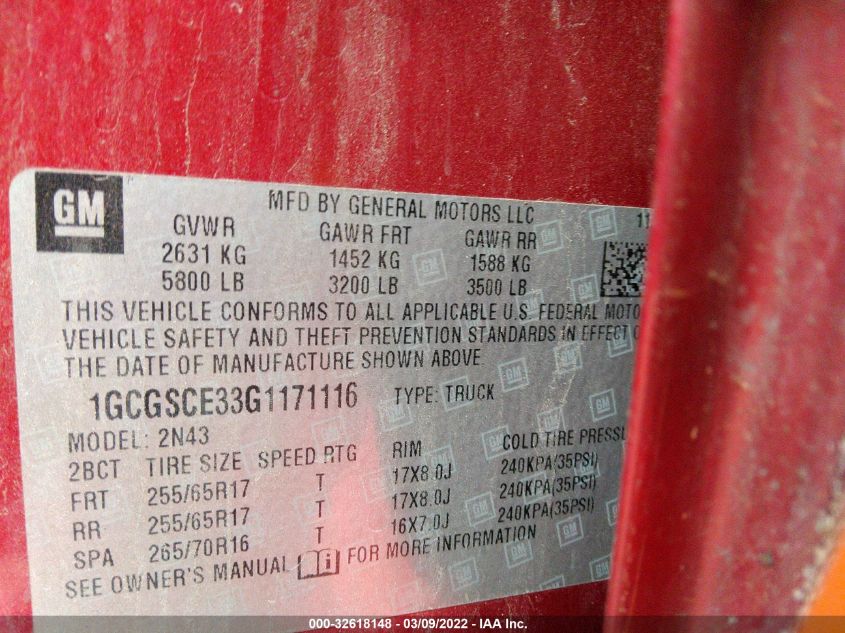 GM
MFD BY GENERAL MOTORS LLC
11
GVWR GAWR FRT GAWR RR
2631 KG 1452 KG 1588 KG
5800 LB 3200 LB 3500 LB
THIS VEHICLE CONFORMS TO ALL APPLICABLE U.S. FEDERAL MOTO
VEHICLE SAFETY AND THEFT PREVENTION STANDARDS IN EFFECT O
THE DATE OF MANUFACTURE SHOWN ABOVE.
1GCGSCE33G1171116 TYPE: TRUCK
MODEL: 2N43
2BCT TIRE SIZE SPEED RTG RIM COLD TIRE PRESSU
FRT 255/65R17 T 17X8.0J 240KPA(35PSI)
RR 255/65R17 T 17X8.0J 240KPA(35PSI)
SPA 265/70R16 T 16X7.0J 240KPA(35PSI)
SEE OWNER'S MANUAL FOR MORE INFORMATION
000-32618148 - 03/09/2022 - IAA Inc.